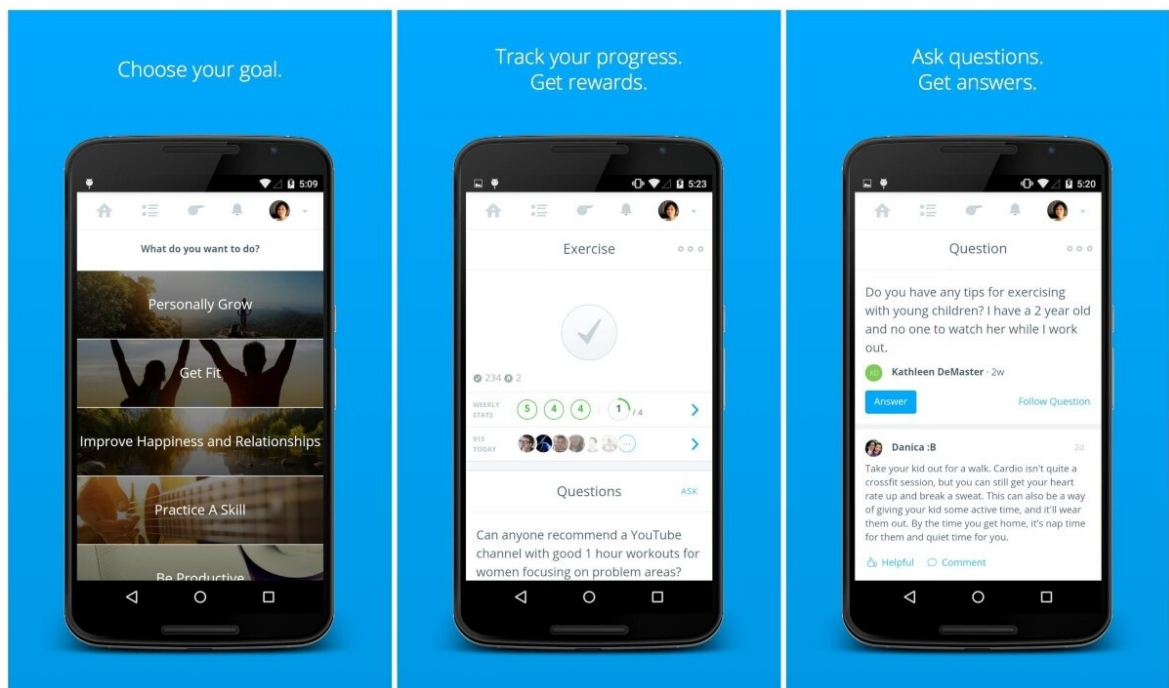 Choose your goal.
5:09
What do you want to do?
Personally Grow
Get Fit
Improve Happiness and Relationships
Practice A Skill
Be Productive
Track your progress.
Get rewards.
5:23
Exercise
234 2
WEEKLY
STATS
5 4 4 1 / 4
913
TODAY
Questions ASK
Can anyone recommend a YouTube
channel with good 1 hour workouts for
women focusing on problem areas?
Ask questions.
Get answers.
5:20
Question
Do you have any tips for exercising
with young children? I have a 2 year old
and no one to watch her while I work
out.
KD Kathleen DeMaster · 2w
Answer Follow Question
Danica :B 2d
Take your kid out for a walk. Cardio isn't quite a
crossfit session, but you can still get your heart
rate up and break a sweat. This can also be a way
of giving your kid some active time, and it'll wear
them out. By the time you get home, it's nap time
for them and quiet time for you.
Helpful Comment